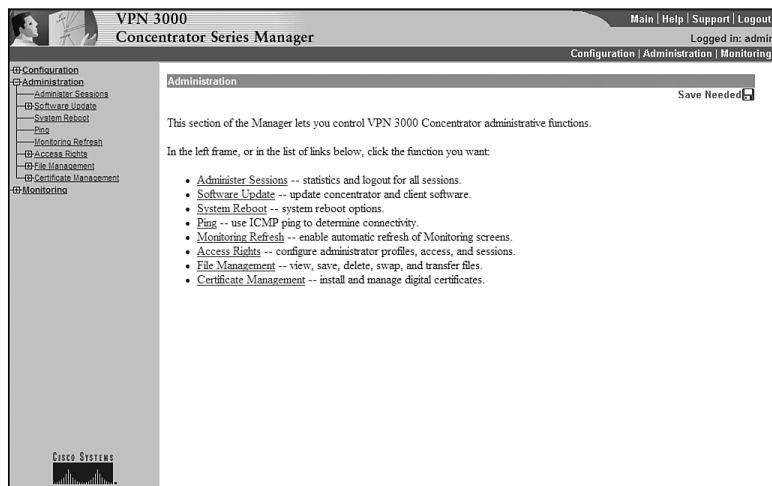 VPN 3000
Concentrator Series Manager
Main | Help | Support | Logout
Logged in: admin
Configuration | Administration | Monitoring
Configuration
Administration
Administer Sessions
Software Update
System Reboot
Ping
Monitoring Refresh
Access Rights
File Management
Certificate Management
Monitoring
Administration
Save Needed
This section of the Manager lets you control VPN 3000 Concentrator administrative functions.
In the left frame, or in the list of links below, click the function you want:
• Administer Sessions -- statistics and logout for all sessions.
• Software Update -- update concentrator and client software.
• System Reboot -- system reboot options.
• Ping -- use ICMP ping to determine connectivity.
• Monitoring Refresh -- enable automatic refresh of Monitoring screens.
• Access Rights -- configure administrator profiles, access, and sessions.
• File Management -- view, save, delete, swap, and transfer files.
• Certificate Management -- install and manage digital certificates.
CISCO SYSTEMS